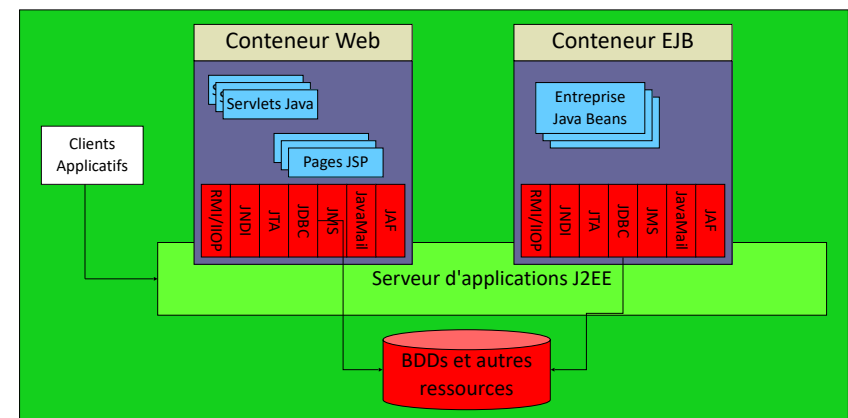 Conteneur Web
Conteneur EJB
Servlets Java
Entreprise
Java Beans
Clients
Applicatifs
Pages JSP
RMI/IIOP
JNDI
JTA
JDBC
JMS
JavaMail
JAF
RMI/IIOP
JNDI
JTA
JDBC
JMS
JavaMail
JAF
Serveur d'applications J2EE
BDDs et autres
ressources